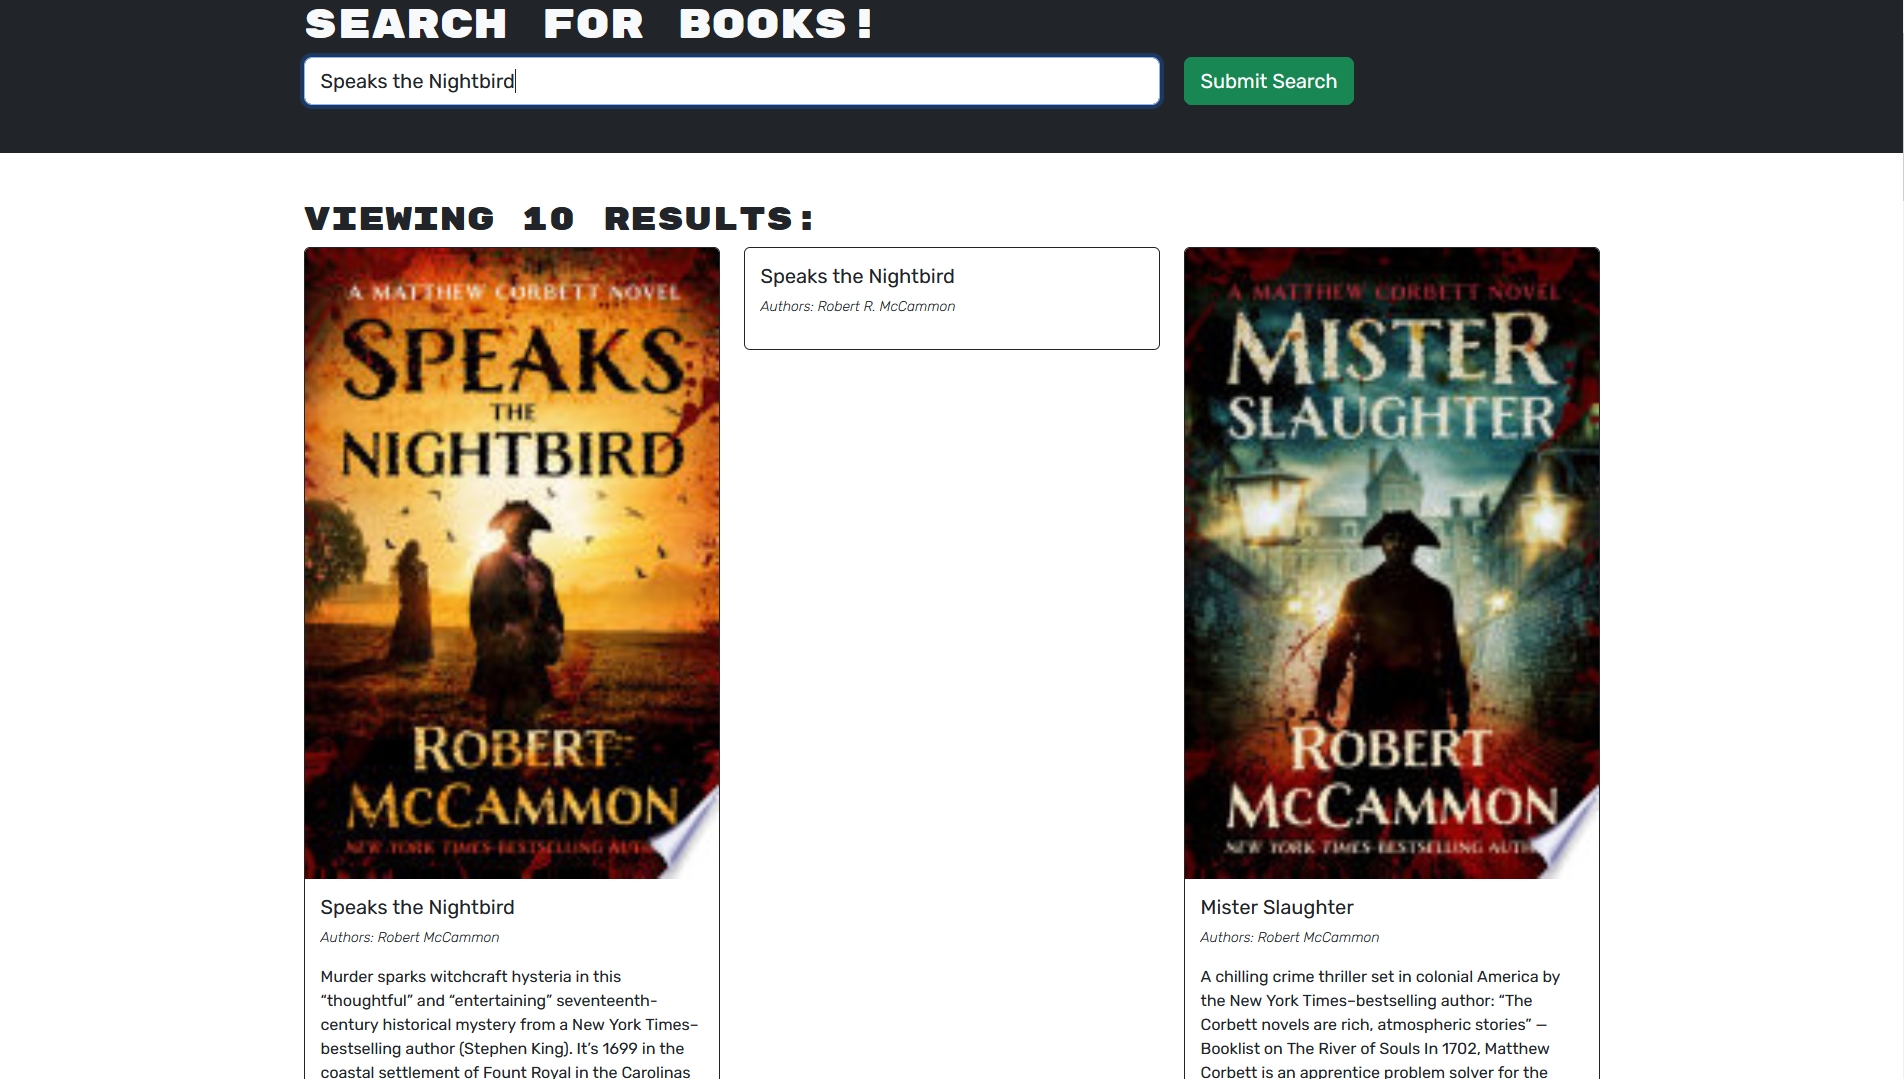 SEARCH FOR BOOKS!
Speaks the Nightbird
Submit Search
VIEWING 10 RESULTS:
A MATTHEW CORBETT NOVEL
SPEAKS
THE
NIGHTBIRD
ROBERT
MCCAMMON
NEW YORK TIMES-BESTSELLING
Speaks the Nightbird
Authors: Robert McCammon
Murder sparks witchcraft hysteria in this
“thoughtful” and “entertaining” seventeenth-
century historical mystery from a New York Times–
bestselling author (Stephen King). It’s 1699 in the
coastal settlement of Fount Royal in the Carolinas
Speaks the Nightbird
Authors: Robert R. McCammon
A MATTHEW CORBETT NOVEL
MISTER
SLAUGHTER
ROBERT
MCCAMMON
NEW YORK TIMES-BESTSELLING
Mister Slaughter
Authors: Robert McCammon
A chilling crime thriller set in colonial America by
the New York Times–bestselling author: “The
Corbett novels are rich, atmospheric stories” —
Booklist on The River of Souls In 1702, Matthew
Corbett is an apprentice problem solver for the